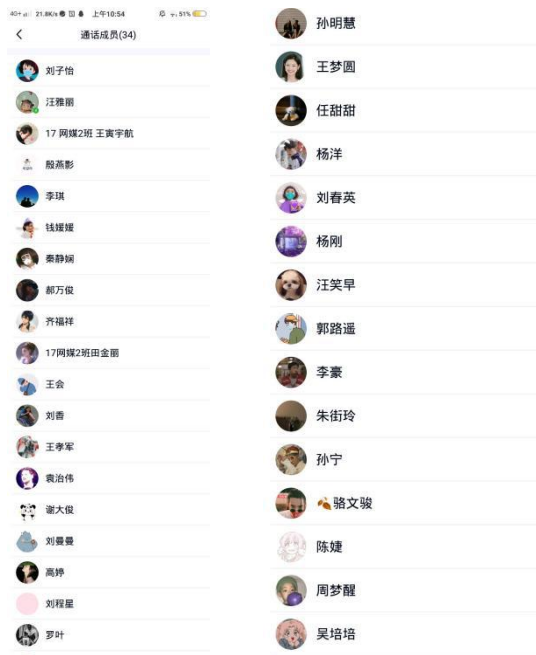 4G+ 21.8K/s 上午10:54 51%
通话成员(34)
刘子怡
汪雅丽
17 网媒2班 王寅宇航
殷燕影
李琪
钱媛媛
秦静娴
郝万俊
齐福祥
17网媒2班田金丽
王会
刘香
王孝军
袁治伟
谢大俊
刘曼曼
高婷
刘程星
罗叶
孙明慧
王梦圆
任甜甜
杨洋
刘春英
杨刚
汪笑早
郭路遥
李豪
朱街玲
孙宁
骆文骏
陈婕
周梦醒
吴培培